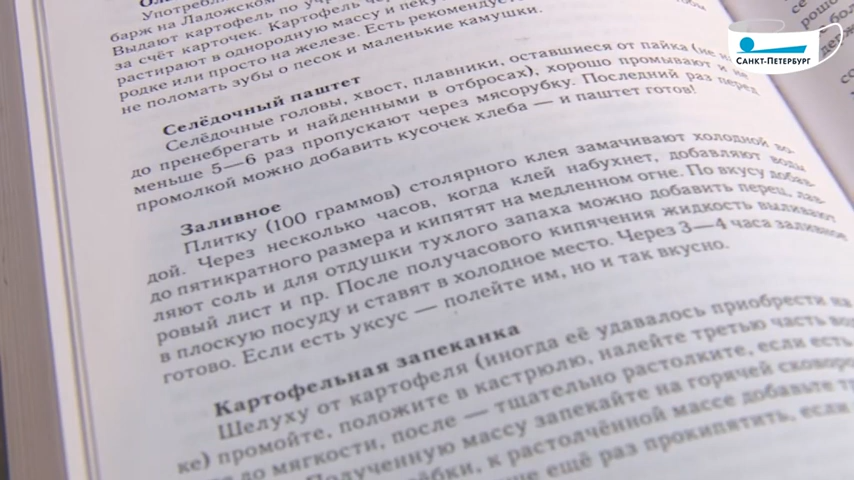 Употребл
барж на Ладожском
Выдают картофель по
за счёт карточек. Картофель
растирают в однородную массу и
родке или просто на железе. Есть рекомендуе
не поломать зубы о песок и маленькие камушки.
Селёдочный паштет
Селёдочные головы, хвост, плавники, оставшиеся от пайка (не
до пренебрегать и найденными в отбросах), хорошо промывают и не
меньше 5—6 раз пропускают через мясорубку. Последний раз перед
промолкой можно добавить кусочек хлеба — и паштет готов!
Заливное
Плитку (100 граммов) столярного клея замачивают холодной во-
дой. Через несколько часов, когда клей набухнет, добавляют воды
до пятикратного размера и кипятят на медленном огне. По вкусу добав-
ляют соль и для отдушки тухлого запаха можно добавить перец, лав-
ровый лист и пр. После получасового кипячения жидкость выливают
в плоскую посуду и ставят в холодное место. Через 3—4 часа заливное
готово. Если есть уксус — полейте им, но и так вкусно.
Картофельная запеканка
Шелуху от картофеля (иногда её удавалось приобрести на
ке) промойте, положите в кастрюлю, налейте третью часть
до мягкости, после — тщательно растолките, если есть
Полученную массу запекайте на горячей сковоро
к растолчённой массе добавьте
ещё раз прокипятить, если
САНКТ-ПЕТЕРБУРГ